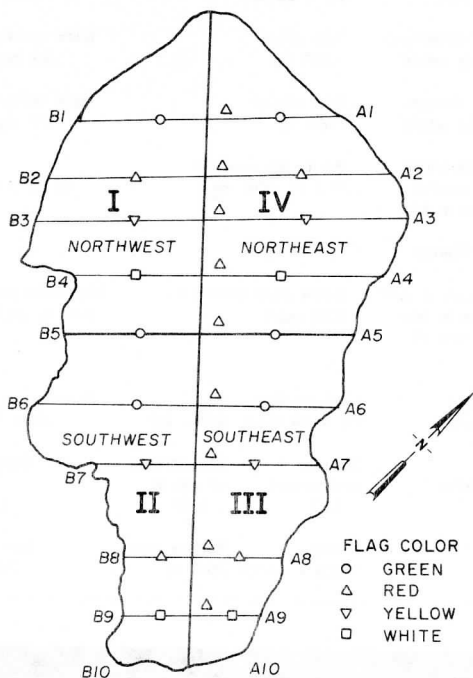 B1 A1
B2 A2
I IV
B3 A3
NORTHWEST NORTHEAST
B4 A4
B5 A5
B6 A6
SOUTHWEST SOUTHEAST
B7 A7
N
II III
FLAG COLOR
B8 A8
GREEN
RED
B9 A9
YELLOW
WHITE
B10 A10